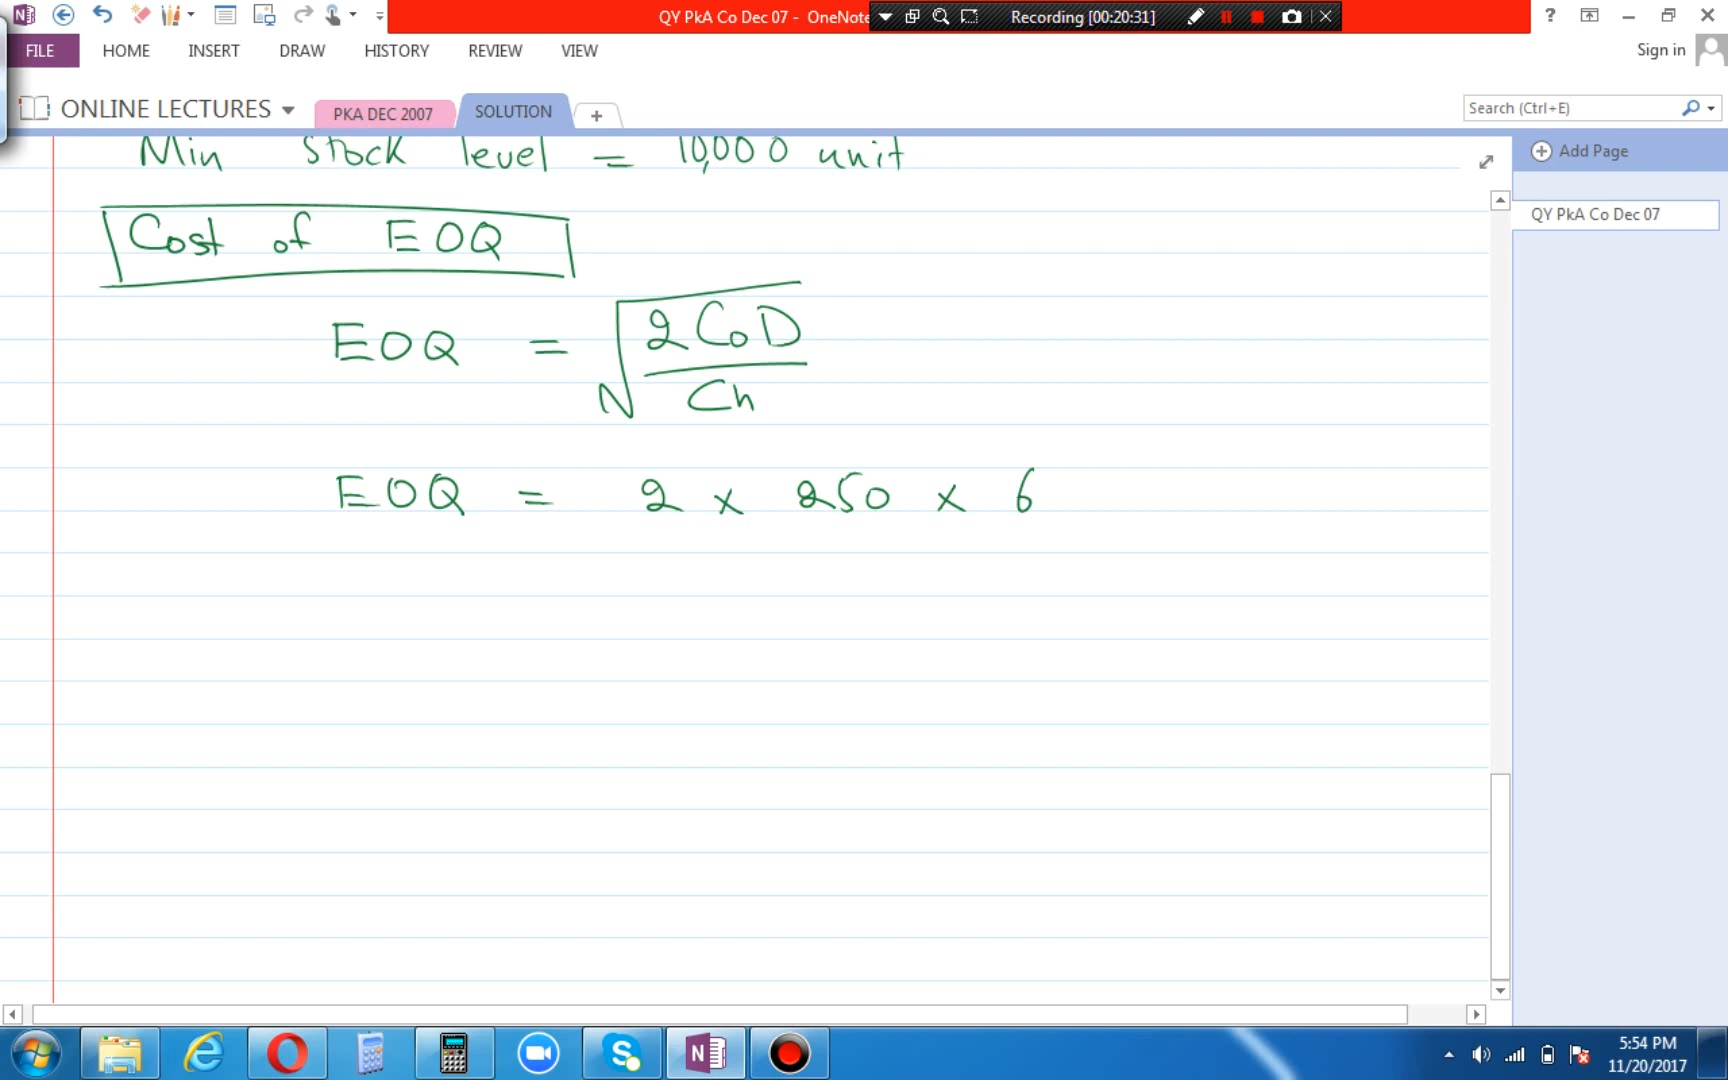 QY PkA Co Dec 07 - OneNote
Recording [00:20:31]
FILE HOME INSERT DRAW HISTORY REVIEW VIEW
Sign in
ONLINE LECTURES
PKA DEC 2007
SOLUTION
Search (Ctrl+E)
Add Page
QY PkA Co Dec 07
Min Stock level = 10,000 unit
Cost of EOQ
EOQ = √ 2 Co D
Ch
EOQ = 2 x 250 x 6
5:54 PM
11/20/2017